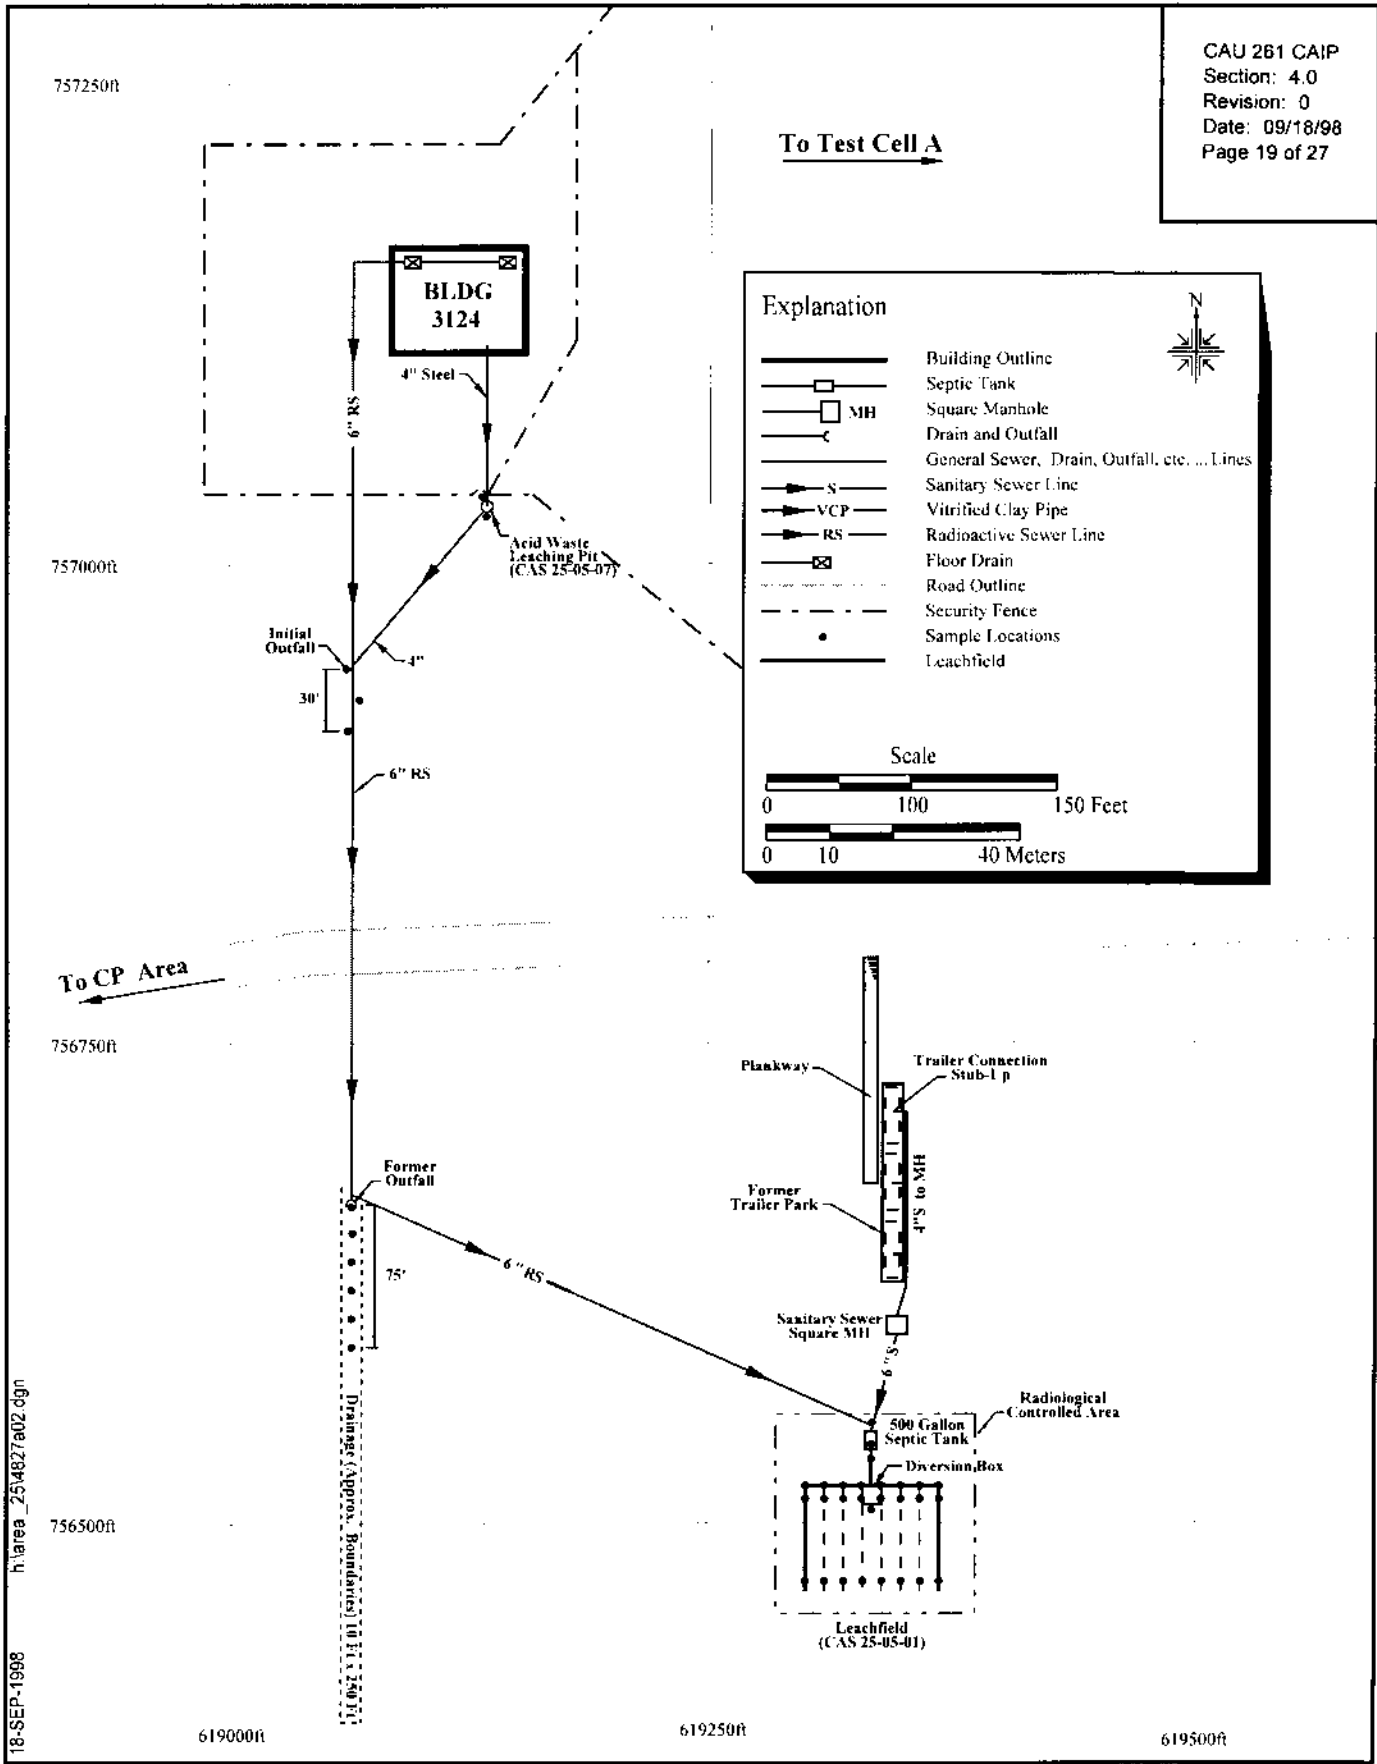 CAU 261 CAIP
Section: 4.0
Revision: 0
Date: 09/18/98
Page 19 of 27
757250ft
To Test Cell A
BLDG
3124
4" Steel
6" RS
Acid Waste
Leaching Pit
(CAS 25-05-07)
757000ft
Initial
Outfall
4"
30'
6" RS
Explanation
N
Building Outline
Septic Tank
MH Square Manhole
Drain and Outfall
General Sewer, Drain, Outfall, etc. ... Lines
S Sanitary Sewer Line
VCP Vitrified Clay Pipe
RS Radioactive Sewer Line
Floor Drain
Road Outline
Security Fence
Sample Locations
Leachfield
Scale
0 100 150 Feet
0 10 40 Meters
To CP Area
756750ft
Plankway
Trailer Connection
Stub-Up
Former
Outfall
Former
Trailer Park
4"S to MH
75'
6" RS
Sanitary Sewer
Square MH
6" S
Radiological
Controlled Area
500 Gallon
Septic Tank
Diversion Box
Drainage (Approx. Boundaries) 10 Ft x 250 Ft
756500ft
Leachfield
(CAS 25-05-01)
619000ft
619250ft
619500ft
18-SEP-1998 h:\area_25\4827a02.dgn